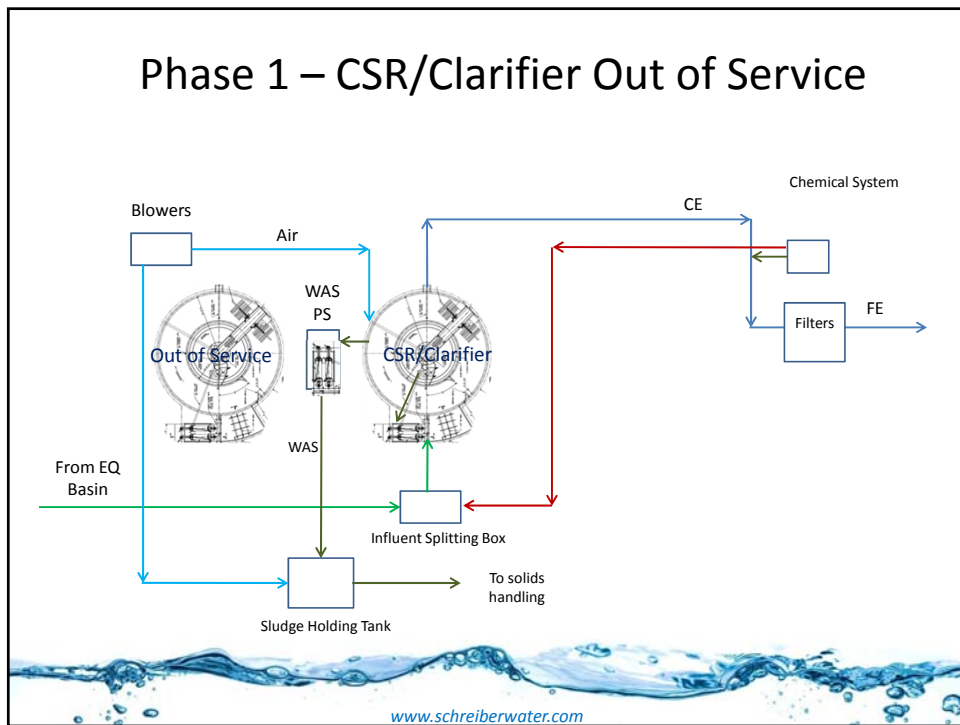 Phase 1 – CSR/Clarifier Out of Service
Chemical System
Blowers
CE
Air
WAS
PS
Filters
FE
Out of Service
CSR/Clarifier
WAS
From EQ
Basin
Influent Splitting Box
To solids
handling
Sludge Holding Tank
www.schreiberwater.com